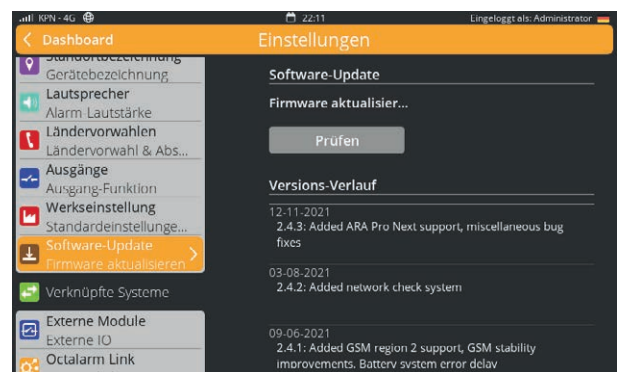 KPN - 4G
22:11
Eingeloggt als: Administrator
Dashboard
Einstellungen
Standortbezeichnung
Gerätebezeichnung
Lautsprecher
Alarm Lautstärke
Ländervorwahlen
Ländervorwahl & Abs...
Ausgänge
Ausgang-Funktion
Werkseinstellung
Standardeinstellunge...
Software-Update
Firmware aktualisieren
Verknüpfte Systeme
Externe Module
Externe IO
Octalarm Link
Software-Update
Firmware aktualisier...
Prüfen
Versions-Verlauf
12-11-2021
2.4.3: Added ARA Pro Next support, miscellaneous bug
fixes
03-08-2021
2.4.2: Added network check system
09-06-2021
2.4.1: Added GSM region 2 support, GSM stability
improvements. Battery system error delay